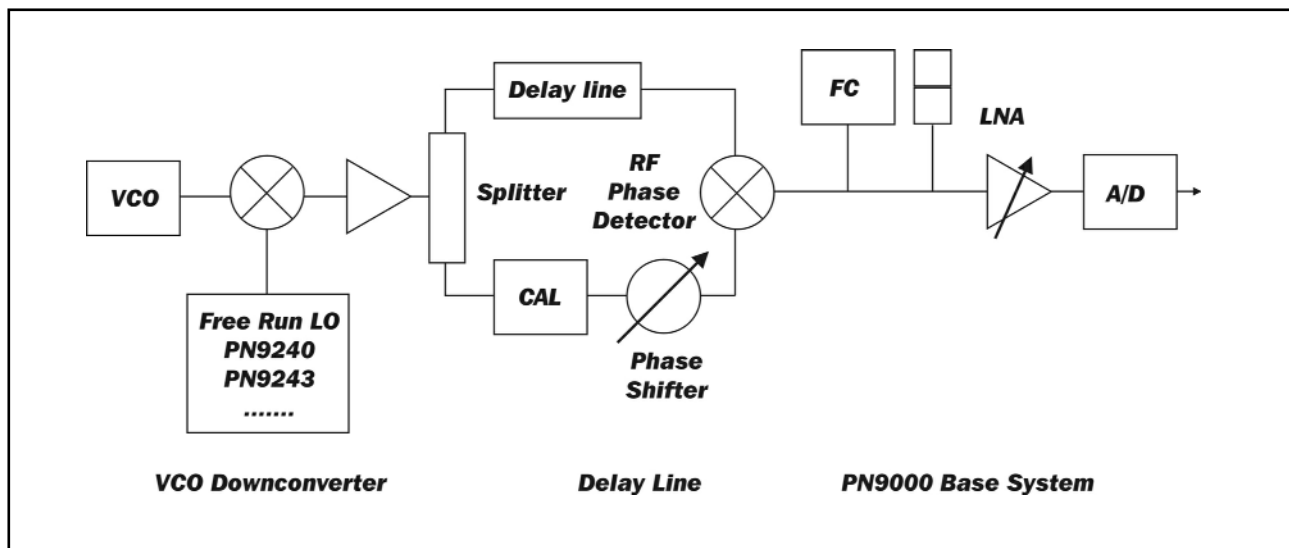 Delay line
FC
LNA
VCO
Splitter
RF
Phase
Detector
A/D
CAL
Free Run LO
PN9240
PN9243
.......
Phase
Shifter
VCO Downconverter
Delay Line
PN9000 Base System